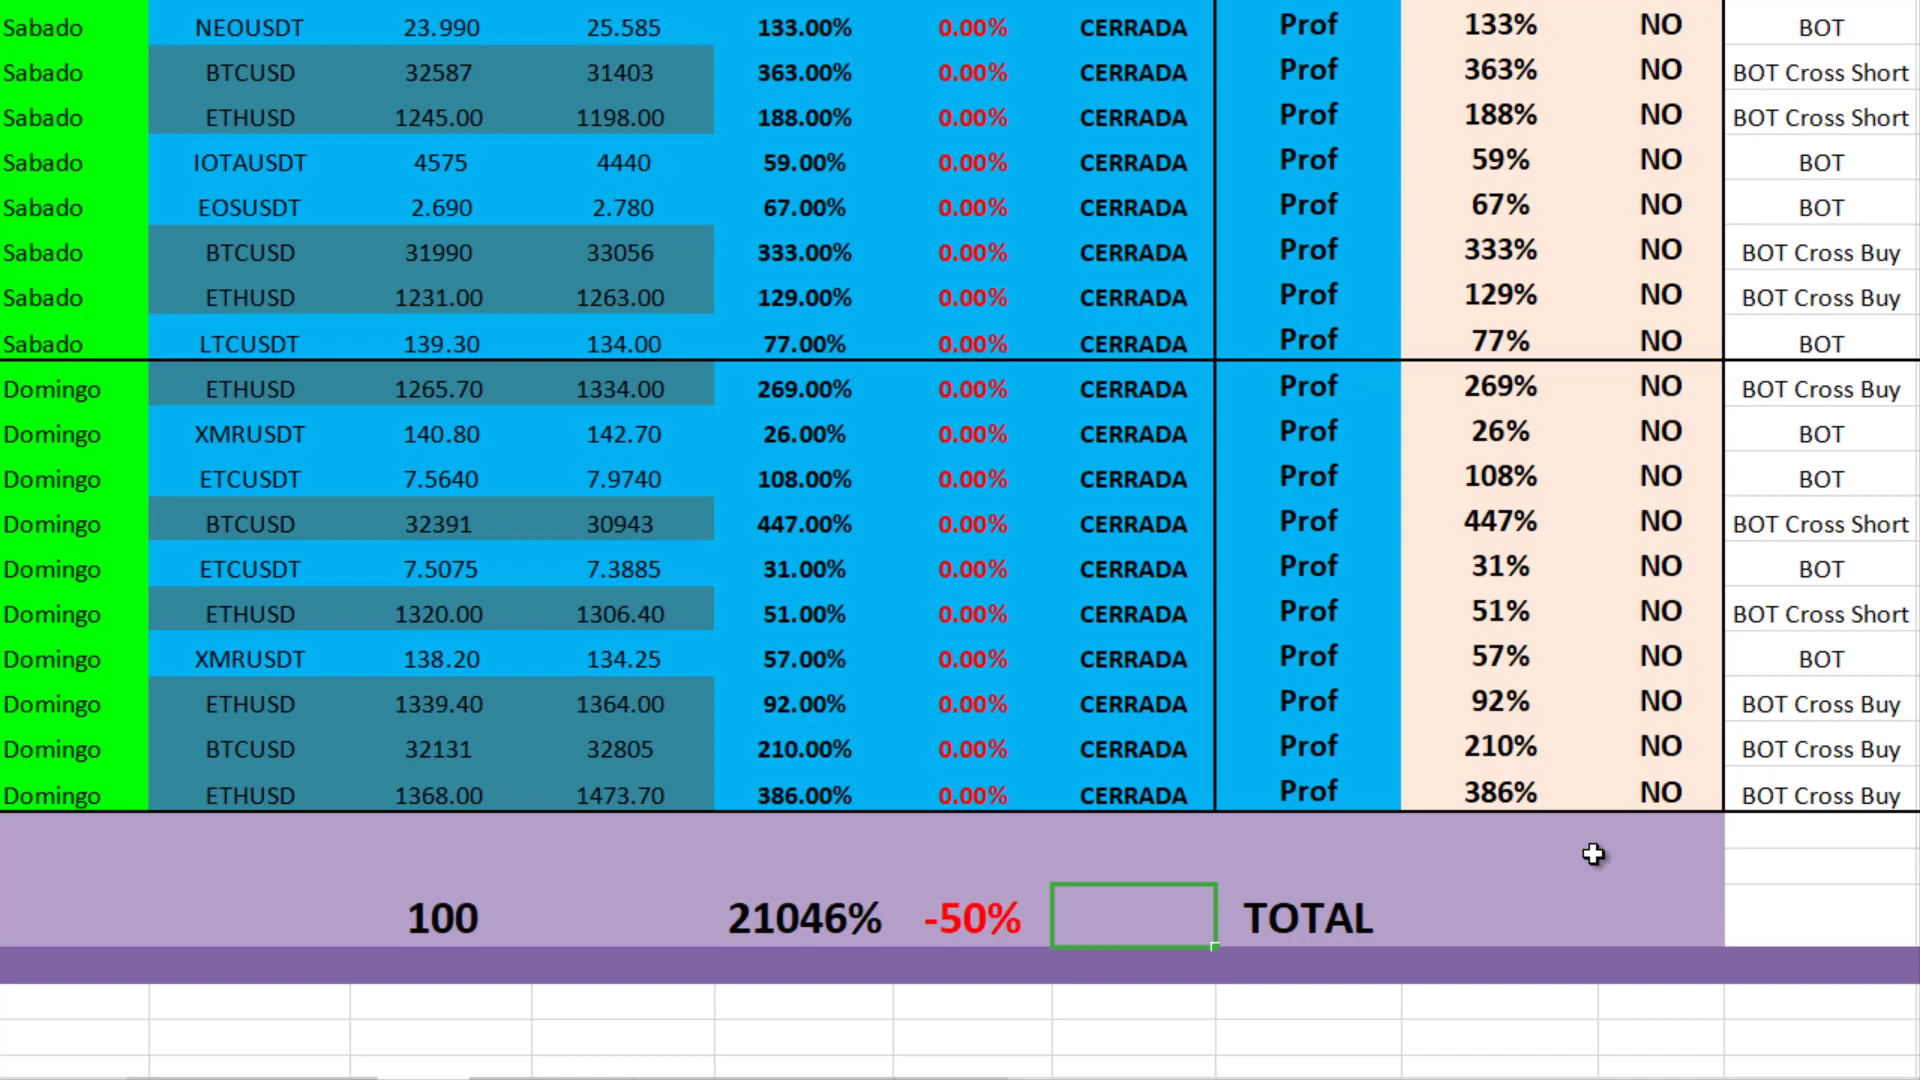 Sabado NEOUSDT 23.990 25.585 133.00% 0.00% CERRADA Prof 133% NO BOT
Sabado BTCUSD 32587 31403 363.00% 0.00% CERRADA Prof 363% NO BOT Cross Short
Sabado ETHUSD 1245.00 1198.00 188.00% 0.00% CERRADA Prof 188% NO BOT Cross Short
Sabado IOTAUSDT 4575 4440 59.00% 0.00% CERRADA Prof 59% NO BOT
Sabado EOSUSDT 2.690 2.780 67.00% 0.00% CERRADA Prof 67% NO BOT
Sabado BTCUSD 31990 33056 333.00% 0.00% CERRADA Prof 333% NO BOT Cross Buy
Sabado ETHUSD 1231.00 1263.00 129.00% 0.00% CERRADA Prof 129% NO BOT Cross Buy
Sabado LTCUSDT 139.30 134.00 77.00% 0.00% CERRADA Prof 77% NO BOT
Domingo ETHUSD 1265.70 1334.00 269.00% 0.00% CERRADA Prof 269% NO BOT Cross Buy
Domingo XMRUSDT 140.80 142.70 26.00% 0.00% CERRADA Prof 26% NO BOT
Domingo ETCUSDT 7.5640 7.9740 108.00% 0.00% CERRADA Prof 108% NO BOT
Domingo BTCUSD 32391 30943 447.00% 0.00% CERRADA Prof 447% NO BOT Cross Short
Domingo ETCUSDT 7.5075 7.3885 31.00% 0.00% CERRADA Prof 31% NO BOT
Domingo ETHUSD 1320.00 1306.40 51.00% 0.00% CERRADA Prof 51% NO BOT Cross Short
Domingo XMRUSDT 138.20 134.25 57.00% 0.00% CERRADA Prof 57% NO BOT
Domingo ETHUSD 1339.40 1364.00 92.00% 0.00% CERRADA Prof 92% NO BOT Cross Buy
Domingo BTCUSD 32131 32805 210.00% 0.00% CERRADA Prof 210% NO BOT Cross Buy
Domingo ETHUSD 1368.00 1473.70 386.00% 0.00% CERRADA Prof 386% NO BOT Cross Buy
100 21046% -50% TOTAL